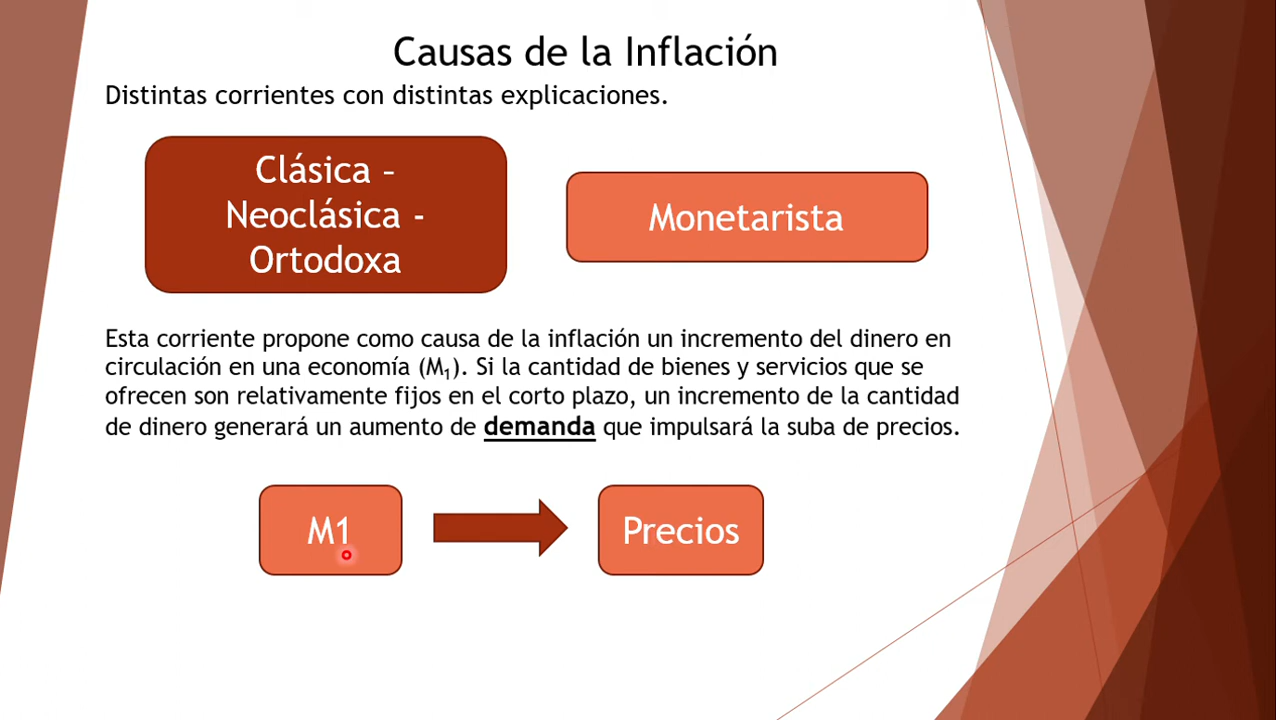 Causas de la Inflación
Distintas corrientes con distintas explicaciones.
Clásica –
Neoclásica -
Ortodoxa
Monetarista
Esta corriente propone como causa de la inflación un incremento del dinero en
circulación en una economía (M₁). Si la cantidad de bienes y servicios que se
ofrecen son relativamente fijos en el corto plazo, un incremento de la cantidad
de dinero generará un aumento de demanda que impulsará la suba de precios.
M1
Precios